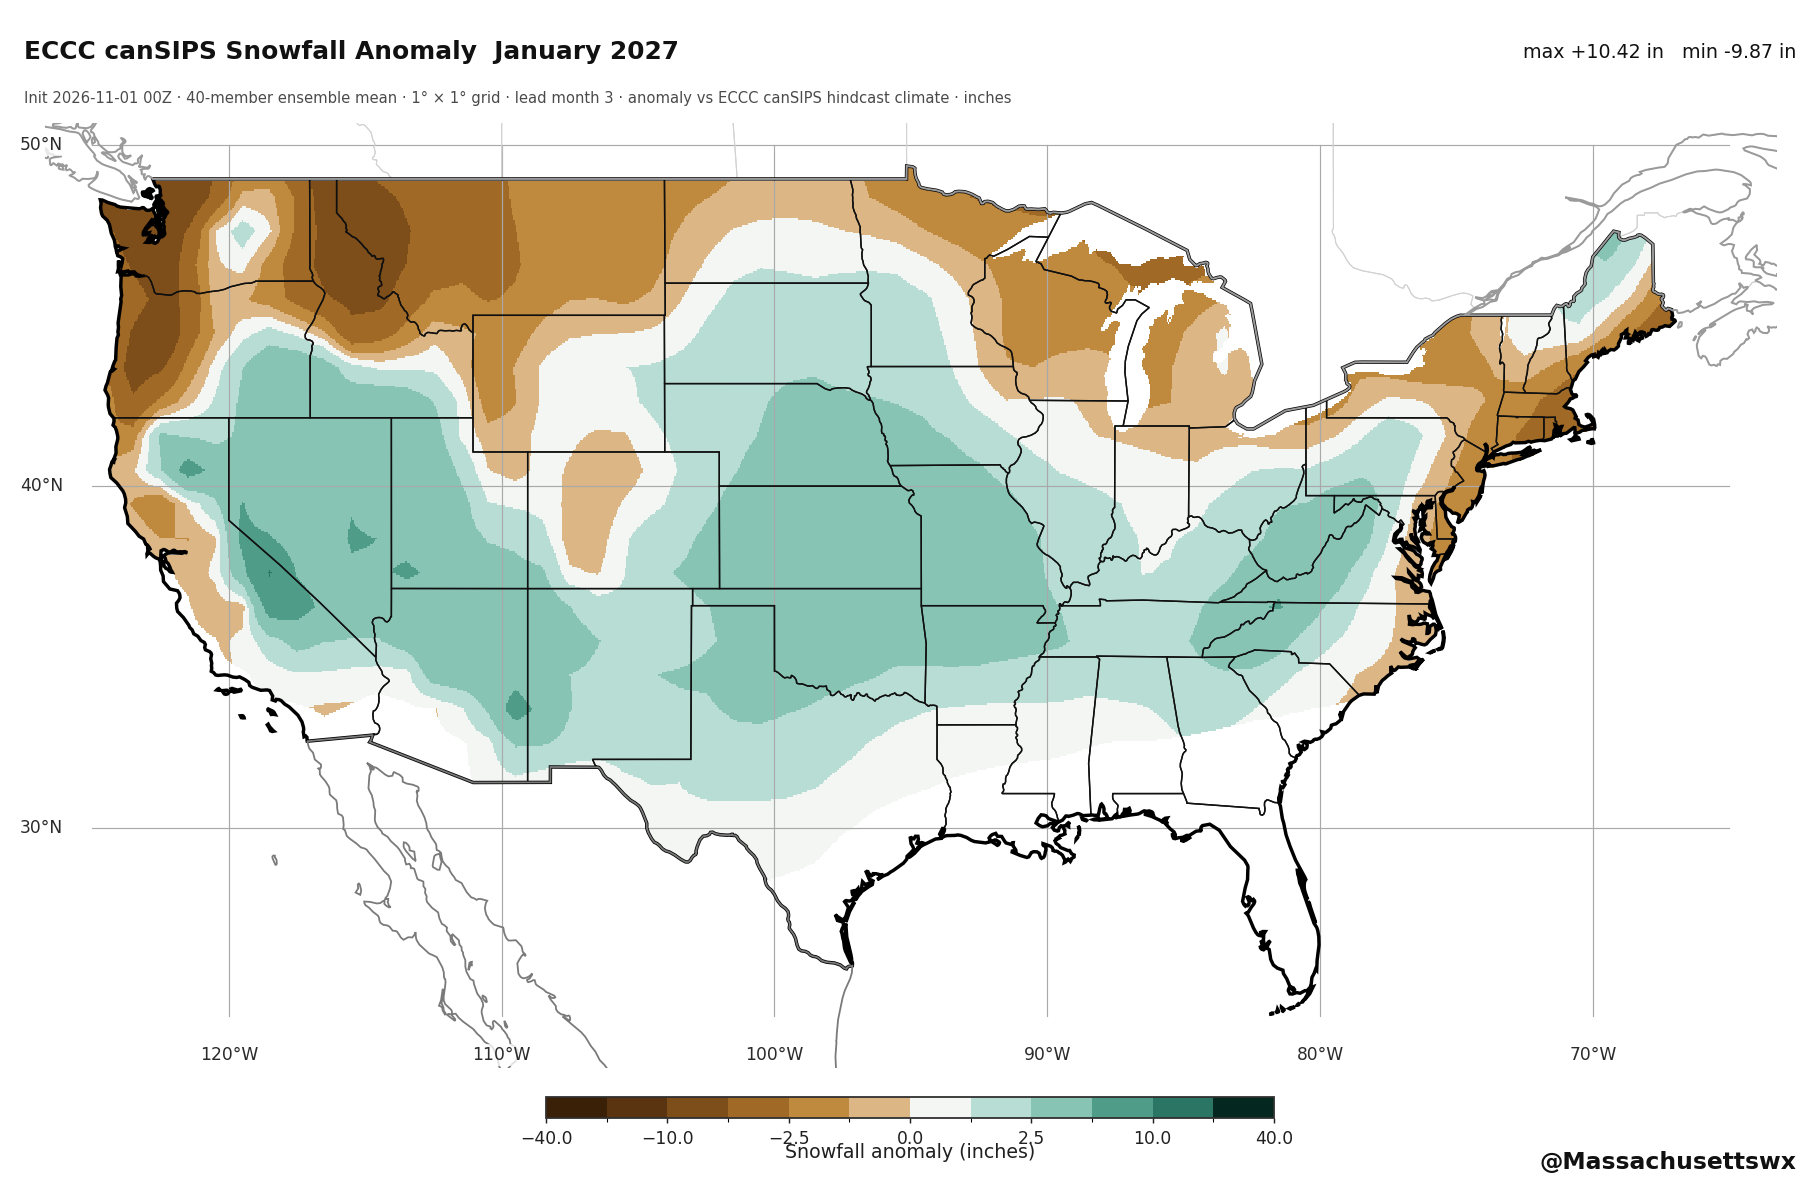 ECCC canSIPS Snowfall Anomaly  January 2027
max +10.42 in   min -9.87 in
Init 2026-11-01 00Z · 40-member ensemble mean · 1° × 1° grid · lead month 3 · anomaly vs ECCC canSIPS hindcast climate · inches
50°N
40°N
30°N
120°W 110°W 100°W 90°W 80°W 70°W
−40.0 −10.0 −2.5 0.0 2.5 10.0 40.0
Snowfall anomaly (inches)
@Massachusettswx